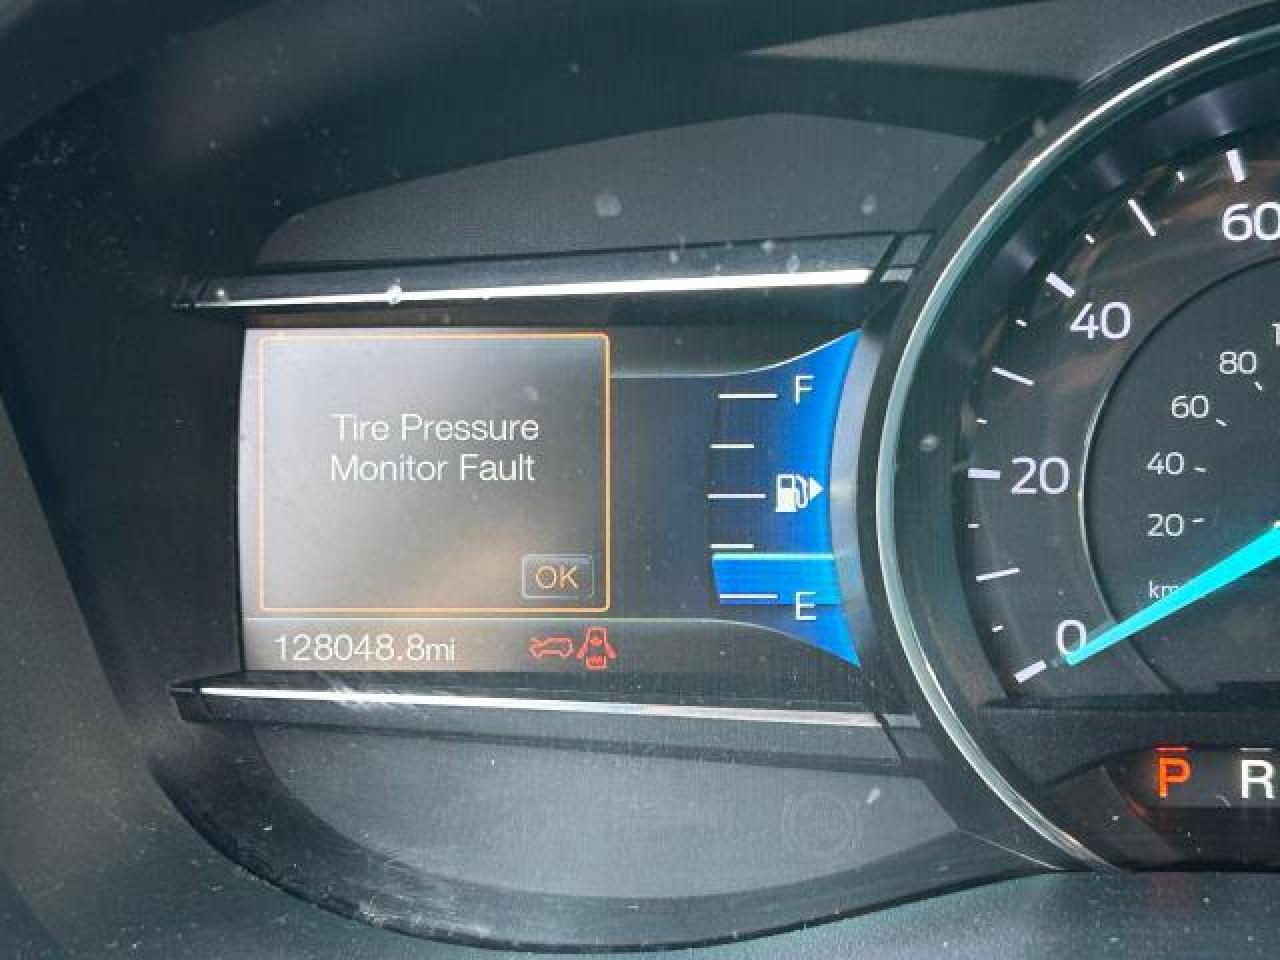 Tire Pressure
Monitor Fault
OK
128048.8mi
F
E
60
40
20
0
80
60
40
20
P
R